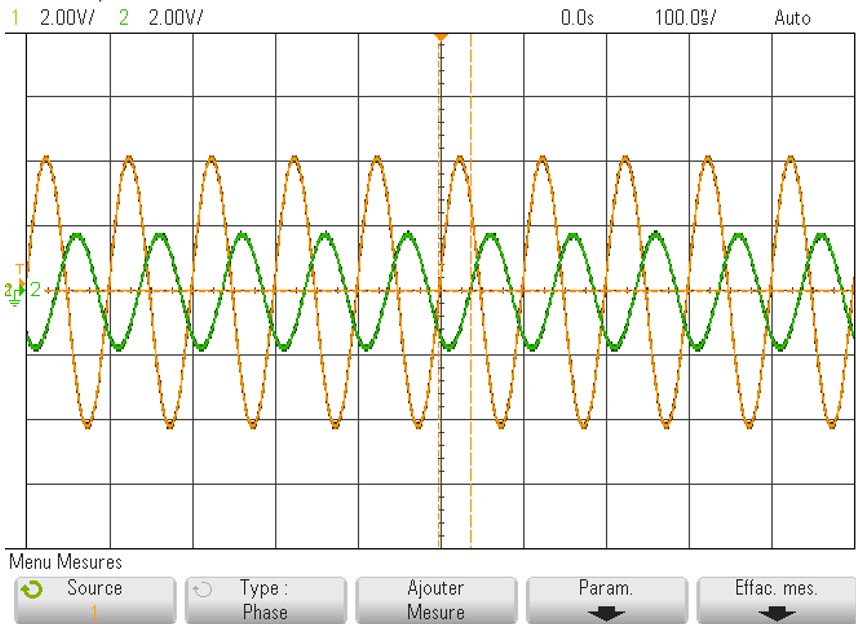 1 2.00V/ 2 2.00V/ 0.0s 100.0㎱/ Auto
T
2 2
Menu Mesures
Source Type : Ajouter Param. Effac. mes.
1 Phase Mesure